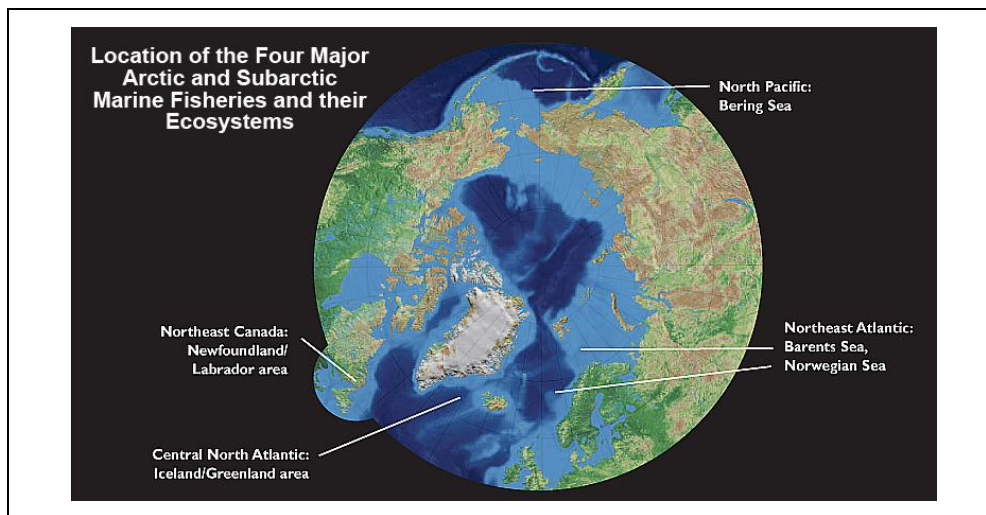 Location of the Four Major
Arctic and Subarctic
Marine Fisheries and their
Ecosystems
North Pacific:
Bering Sea
Northeast Canada:
Newfoundland/
Labrador area
Northeast Atlantic:
Barents Sea,
Norwegian Sea
Central North Atlantic:
Iceland/Greenland area